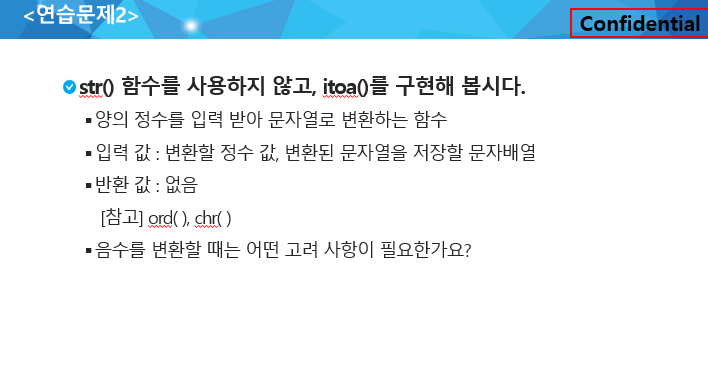 <연습문제2>
Confidential
str() 함수를 사용하지 않고, itoa()를 구현해 봅시다.
▪양의 정수를 입력 받아 문자열로 변환하는 함수
▪입력 값 : 변환할 정수 값, 변환된 문자열을 저장할 문자배열
▪반환 값 : 없음
[참고] ord( ), chr( )
▪음수를 변환할 때는 어떤 고려 사항이 필요한가요?